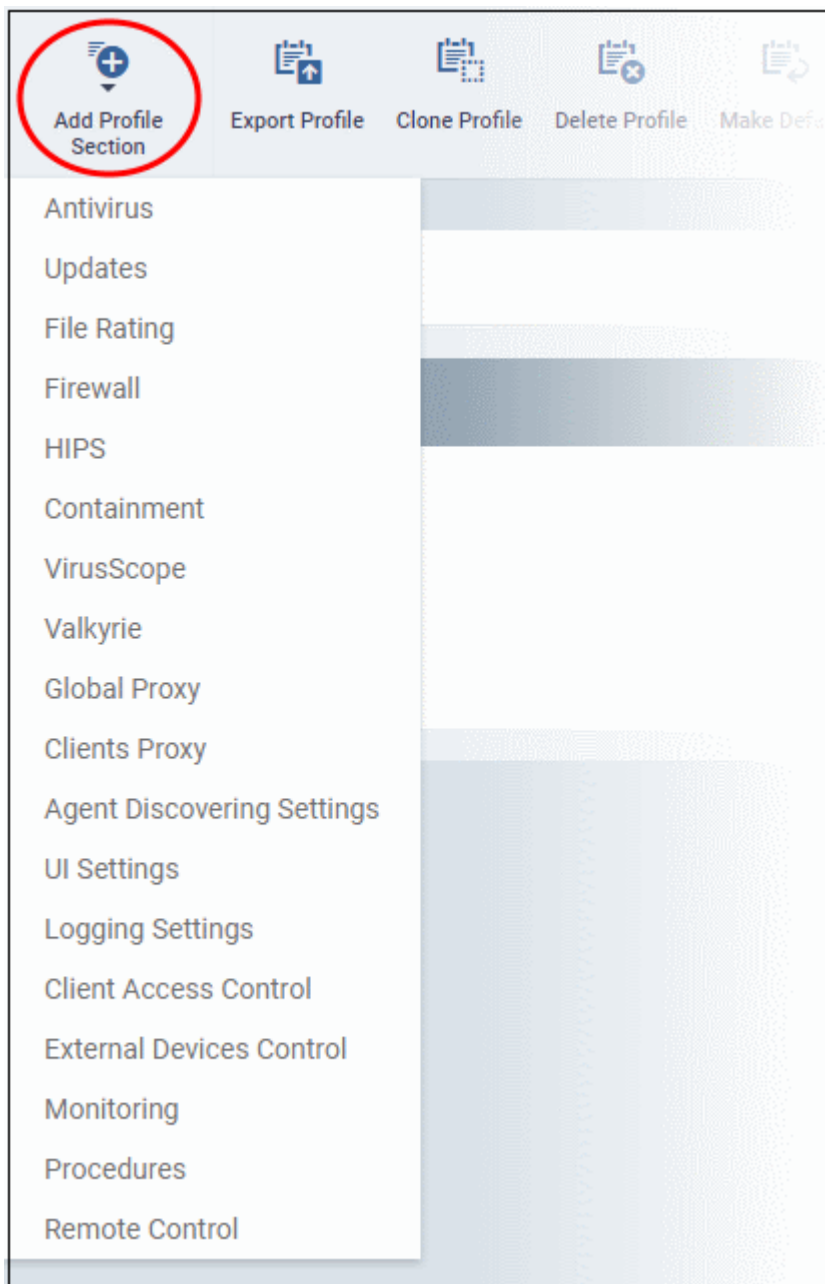 Add Profile
Section
Export Profile
Clone Profile
Delete Profile
Make Defa
Antivirus
Updates
File Rating
Firewall
HIPS
Containment
VirusScope
Valkyrie
Global Proxy
Clients Proxy
Agent Discovering Settings
UI Settings
Logging Settings
Client Access Control
External Devices Control
Monitoring
Procedures
Remote Control